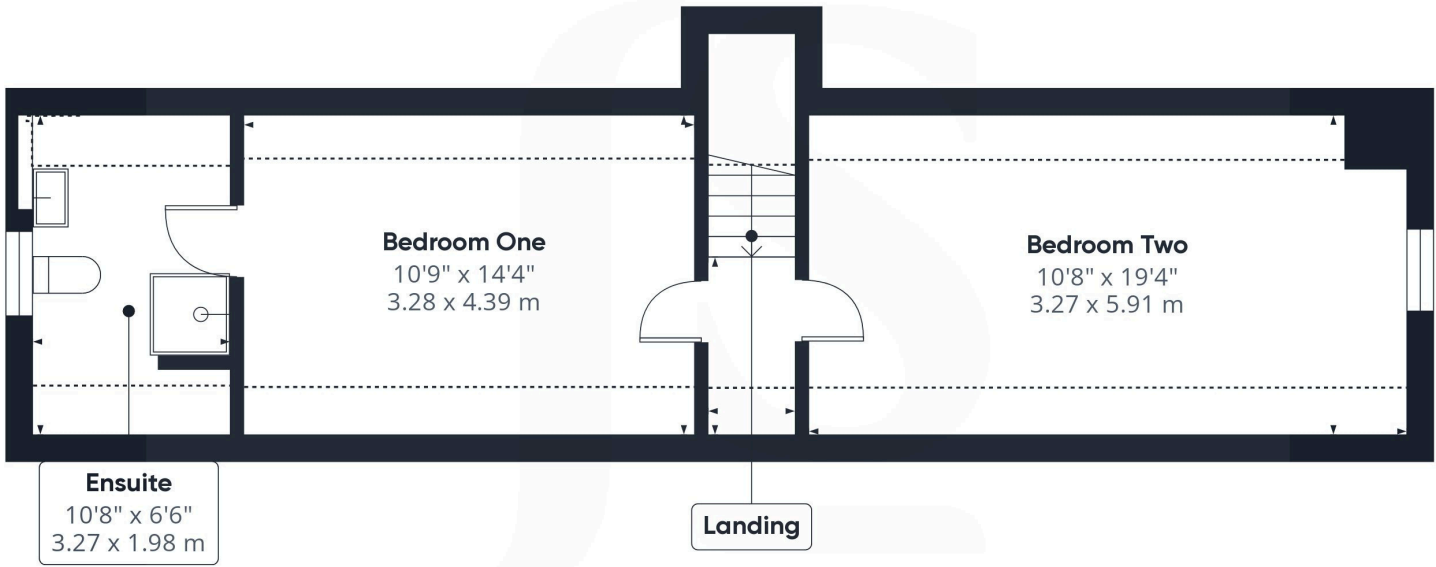 Bedroom One
10'9" x 14'4"
3.28 x 4.39 m
Bedroom Two
10'8" x 19'4"
3.27 x 5.91 m
Ensuite
10'8" x 6'6"
3.27 x 1.98 m
Landing